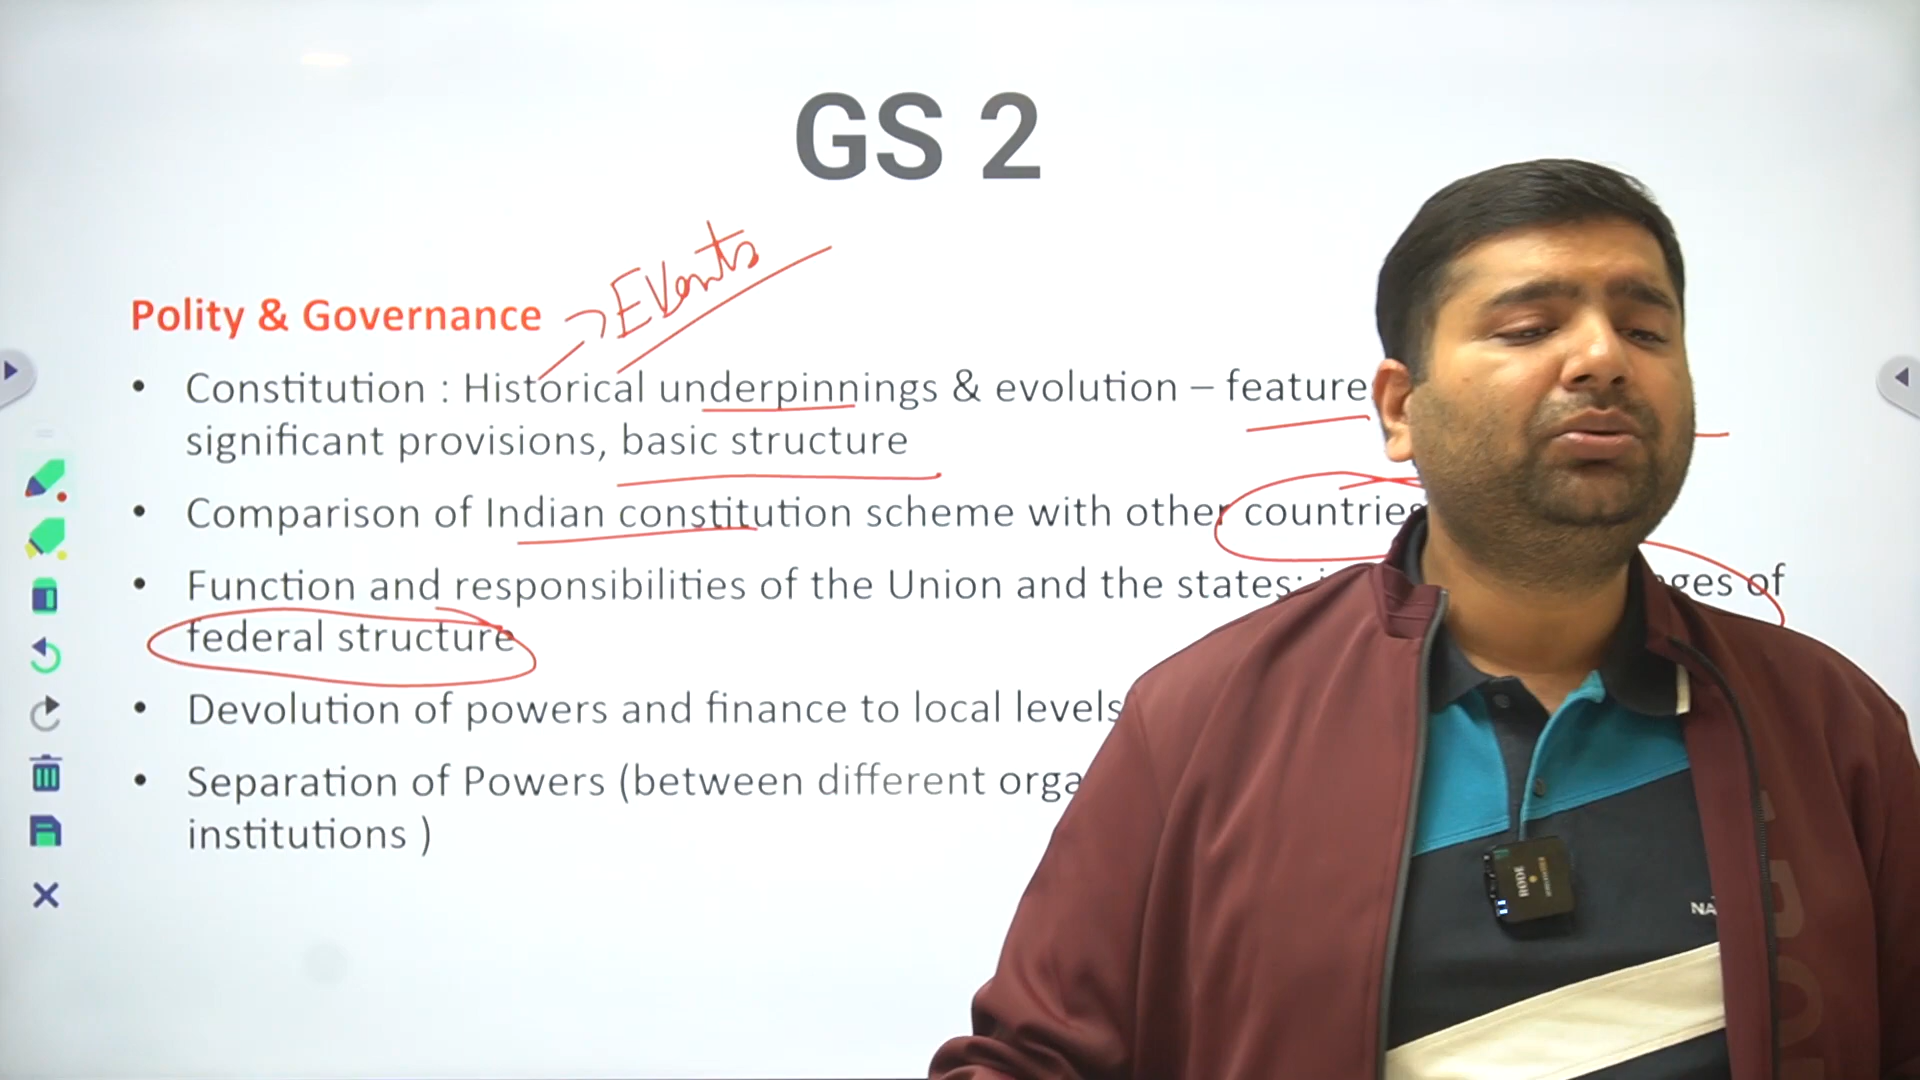 GS 2
Events
Polity & Governance
• Constitution : Historical underpinnings & evolution – feature
significant provisions, basic structure
• Comparison of Indian constitution scheme with other countries
• Function and responsibilities of the Union and the states; ges of
federal structure
• Devolution of powers and finance to local levels
• Separation of Powers (between different orga
institutions )
NA